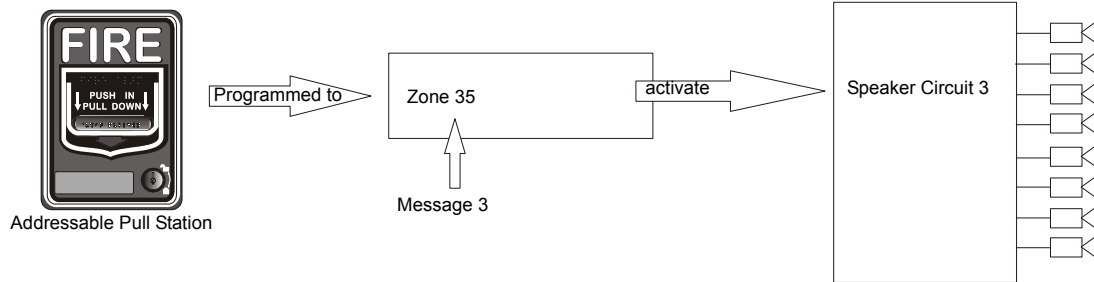 FIRE
PUSH IN
PULL DOWN
Addressable Pull Station
Programmed to
Zone 35
Message 3
activate
Speaker Circuit 3